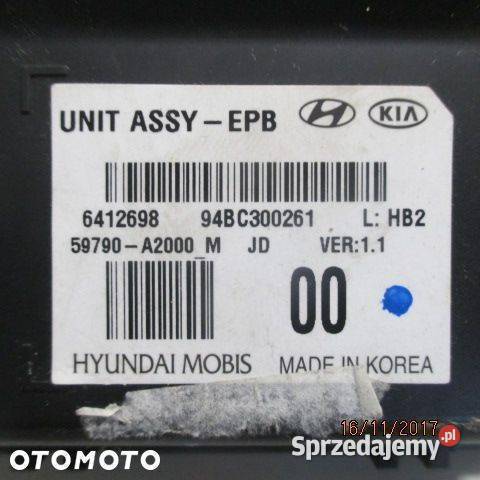 UNIT ASSY-EPB HYUNDAI KIA
6412698 94BC300261 L: HB2
59790-A2000_M JD VER:1.1
00
HYUNDAI MOBIS MADE IN KOREA
16/11/2017
Sprzedajemy.pl
OTOMOTO